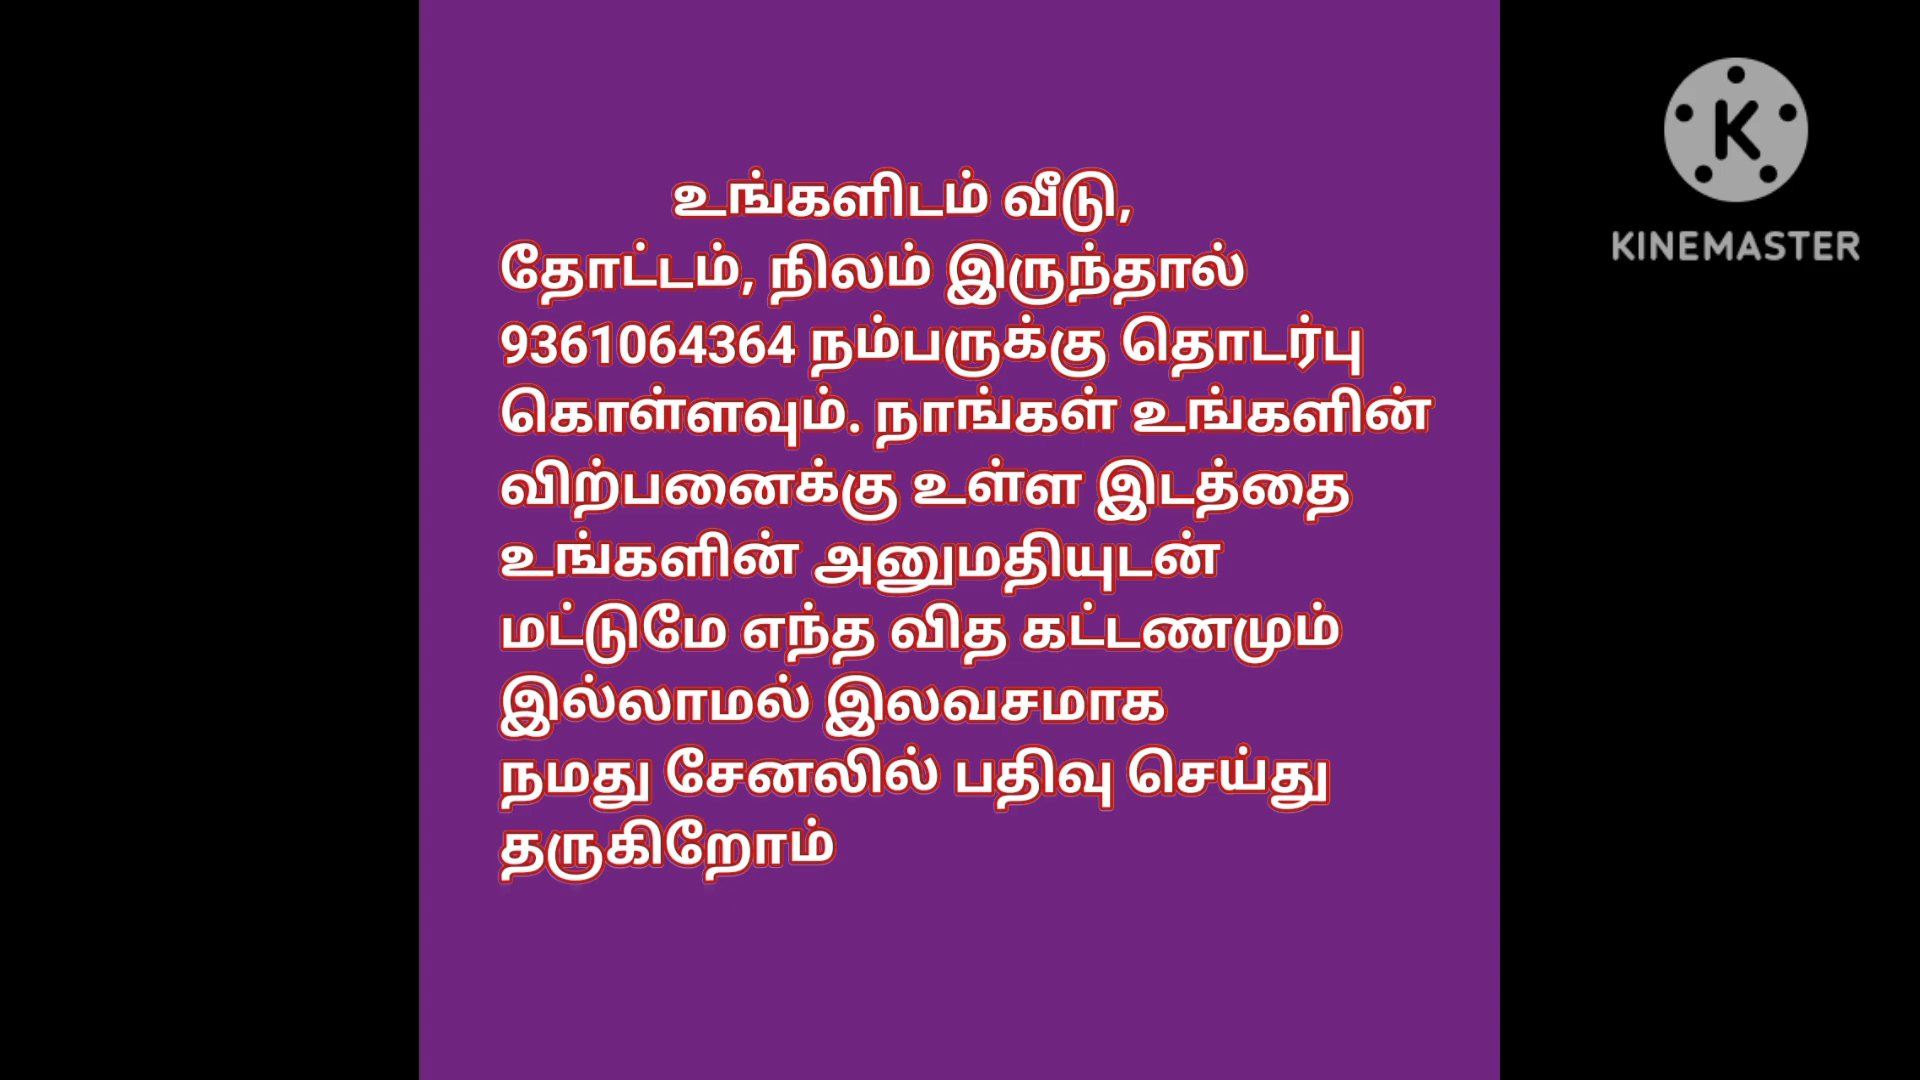 உங்களிடம் வீடு,
தோட்டம், நிலம் இருந்தால்
9361064364 நம்பருக்கு தொடர்பு
கொள்ளவும். நாங்கள் உங்களின்
விற்பனைக்கு உள்ள இடத்தை
உங்களின் அனுமதியுடன்
மட்டுமே எந்த வித கட்டணமும்
இல்லாமல் இலவசமாக
நமது சேனலில் பதிவு செய்து
தருகிறோம்
K
KINEMASTER